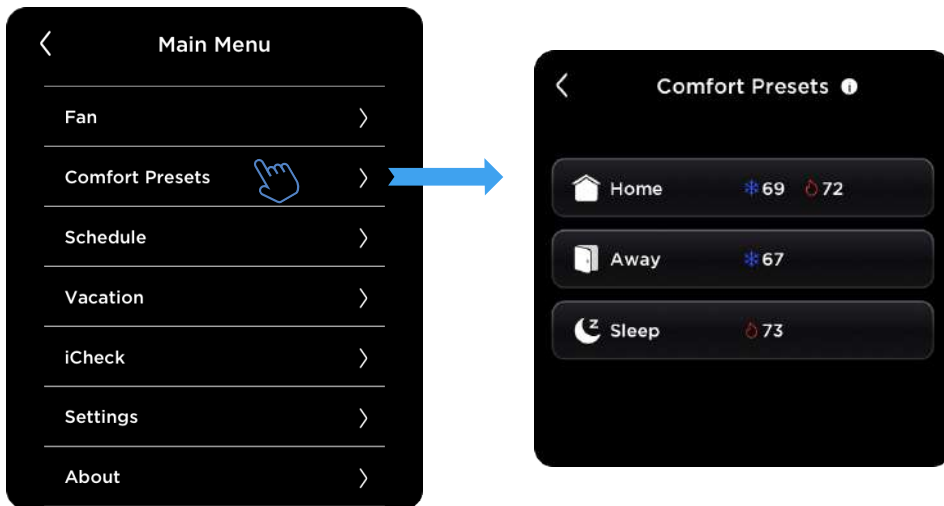 Main Menu
Fan
Comfort Presets
Schedule
Vacation
iCheck
Settings
About
Comfort Presets
Home 69 72
Away 67
Sleep 73